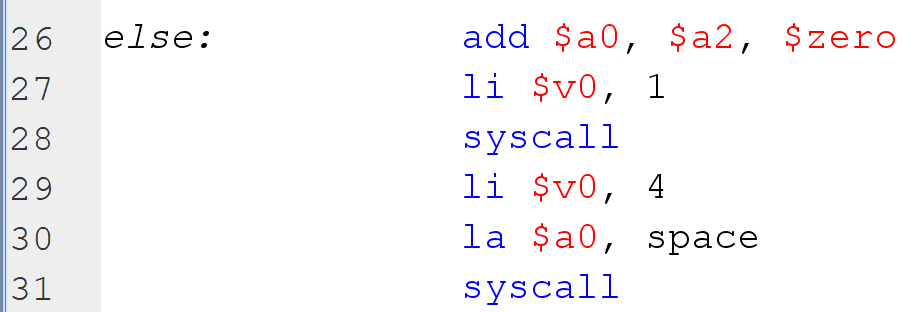 26 else: add $a0, $a2, $zero
27 li $v0, 1
28 syscall
29 li $v0, 4
30 la $a0, space
31 syscall